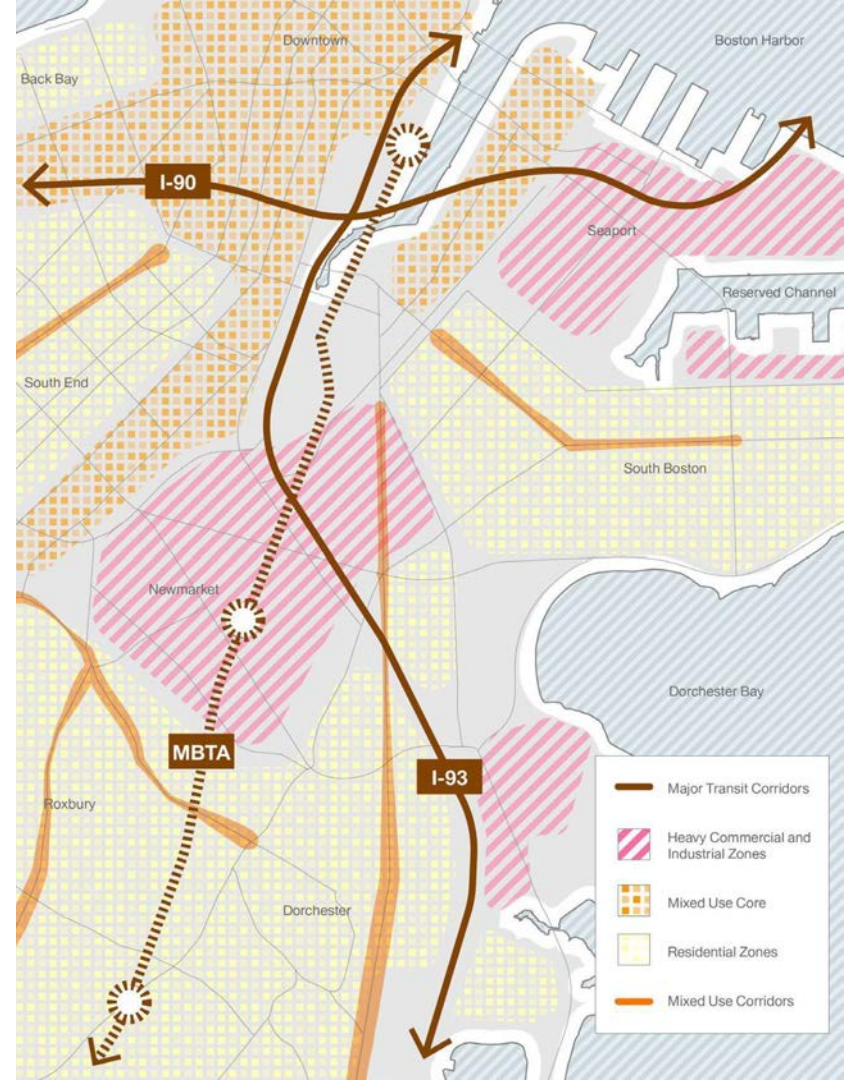 Downtown
Boston Harbor
Back Bay
I-90
Seaport
Reserved Channel
South End
South Boston
Newmarket
Dorchester Bay
MBTA
I-93
Roxbury
Dorchester
Major Transit Corridors
Heavy Commercial and
Industrial Zones
Mixed Use Core
Residential Zones
Mixed Use Corridors